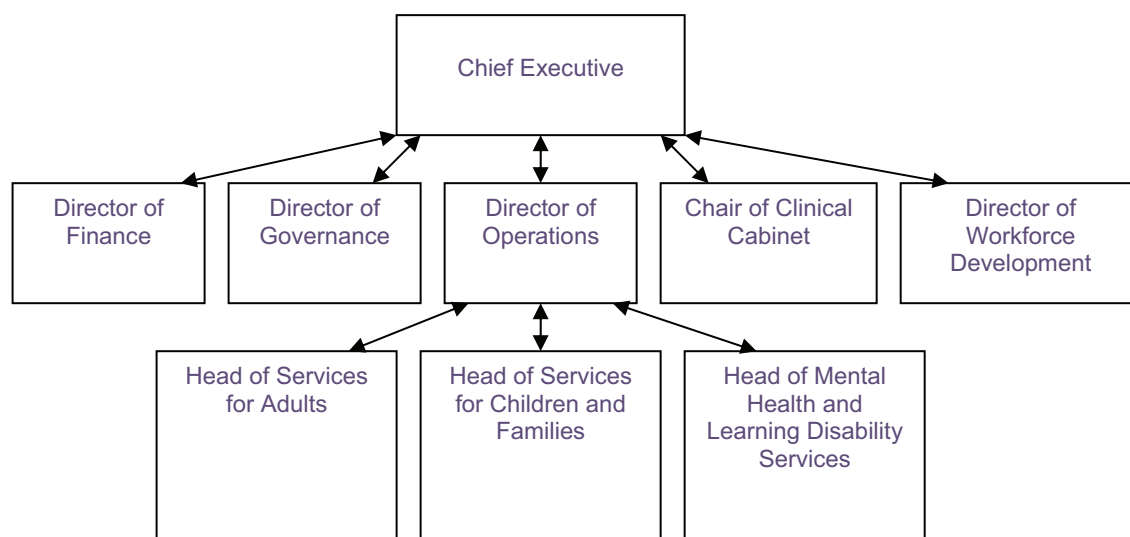 Chief Executive
Director of
Finance
Director of
Governance
Director of
Operations
Chair of Clinical
Cabinet
Director of
Workforce
Development
Head of Services
for Adults
Head of Services
for Children and
Families
Head of Mental
Health and
Learning Disability
Services